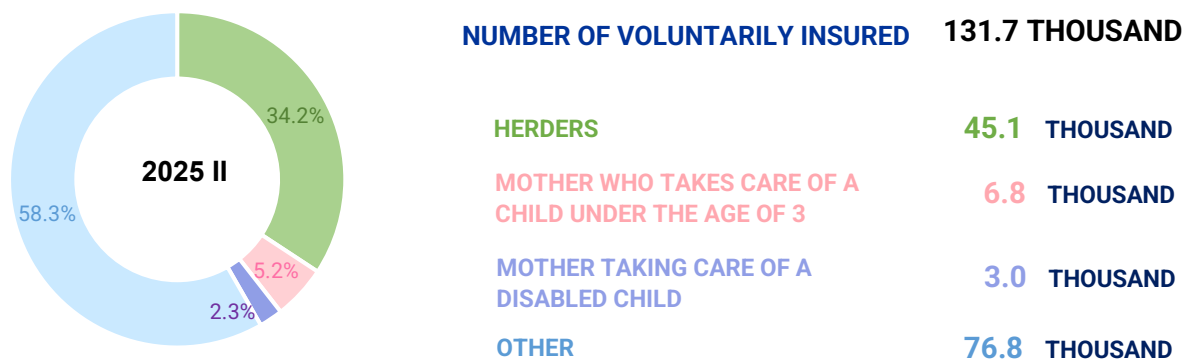 NUMBER OF VOLUNTARILY INSURED 131.7 THOUSAND
34.2%
58.3%
5.2%
2.3%
2025 II
HERDERS 45.1 THOUSAND
MOTHER WHO TAKES CARE OF A
CHILD UNDER THE AGE OF 3
6.8 THOUSAND
MOTHER TAKING CARE OF A
DISABLED CHILD
3.0 THOUSAND
OTHER 76.8 THOUSAND